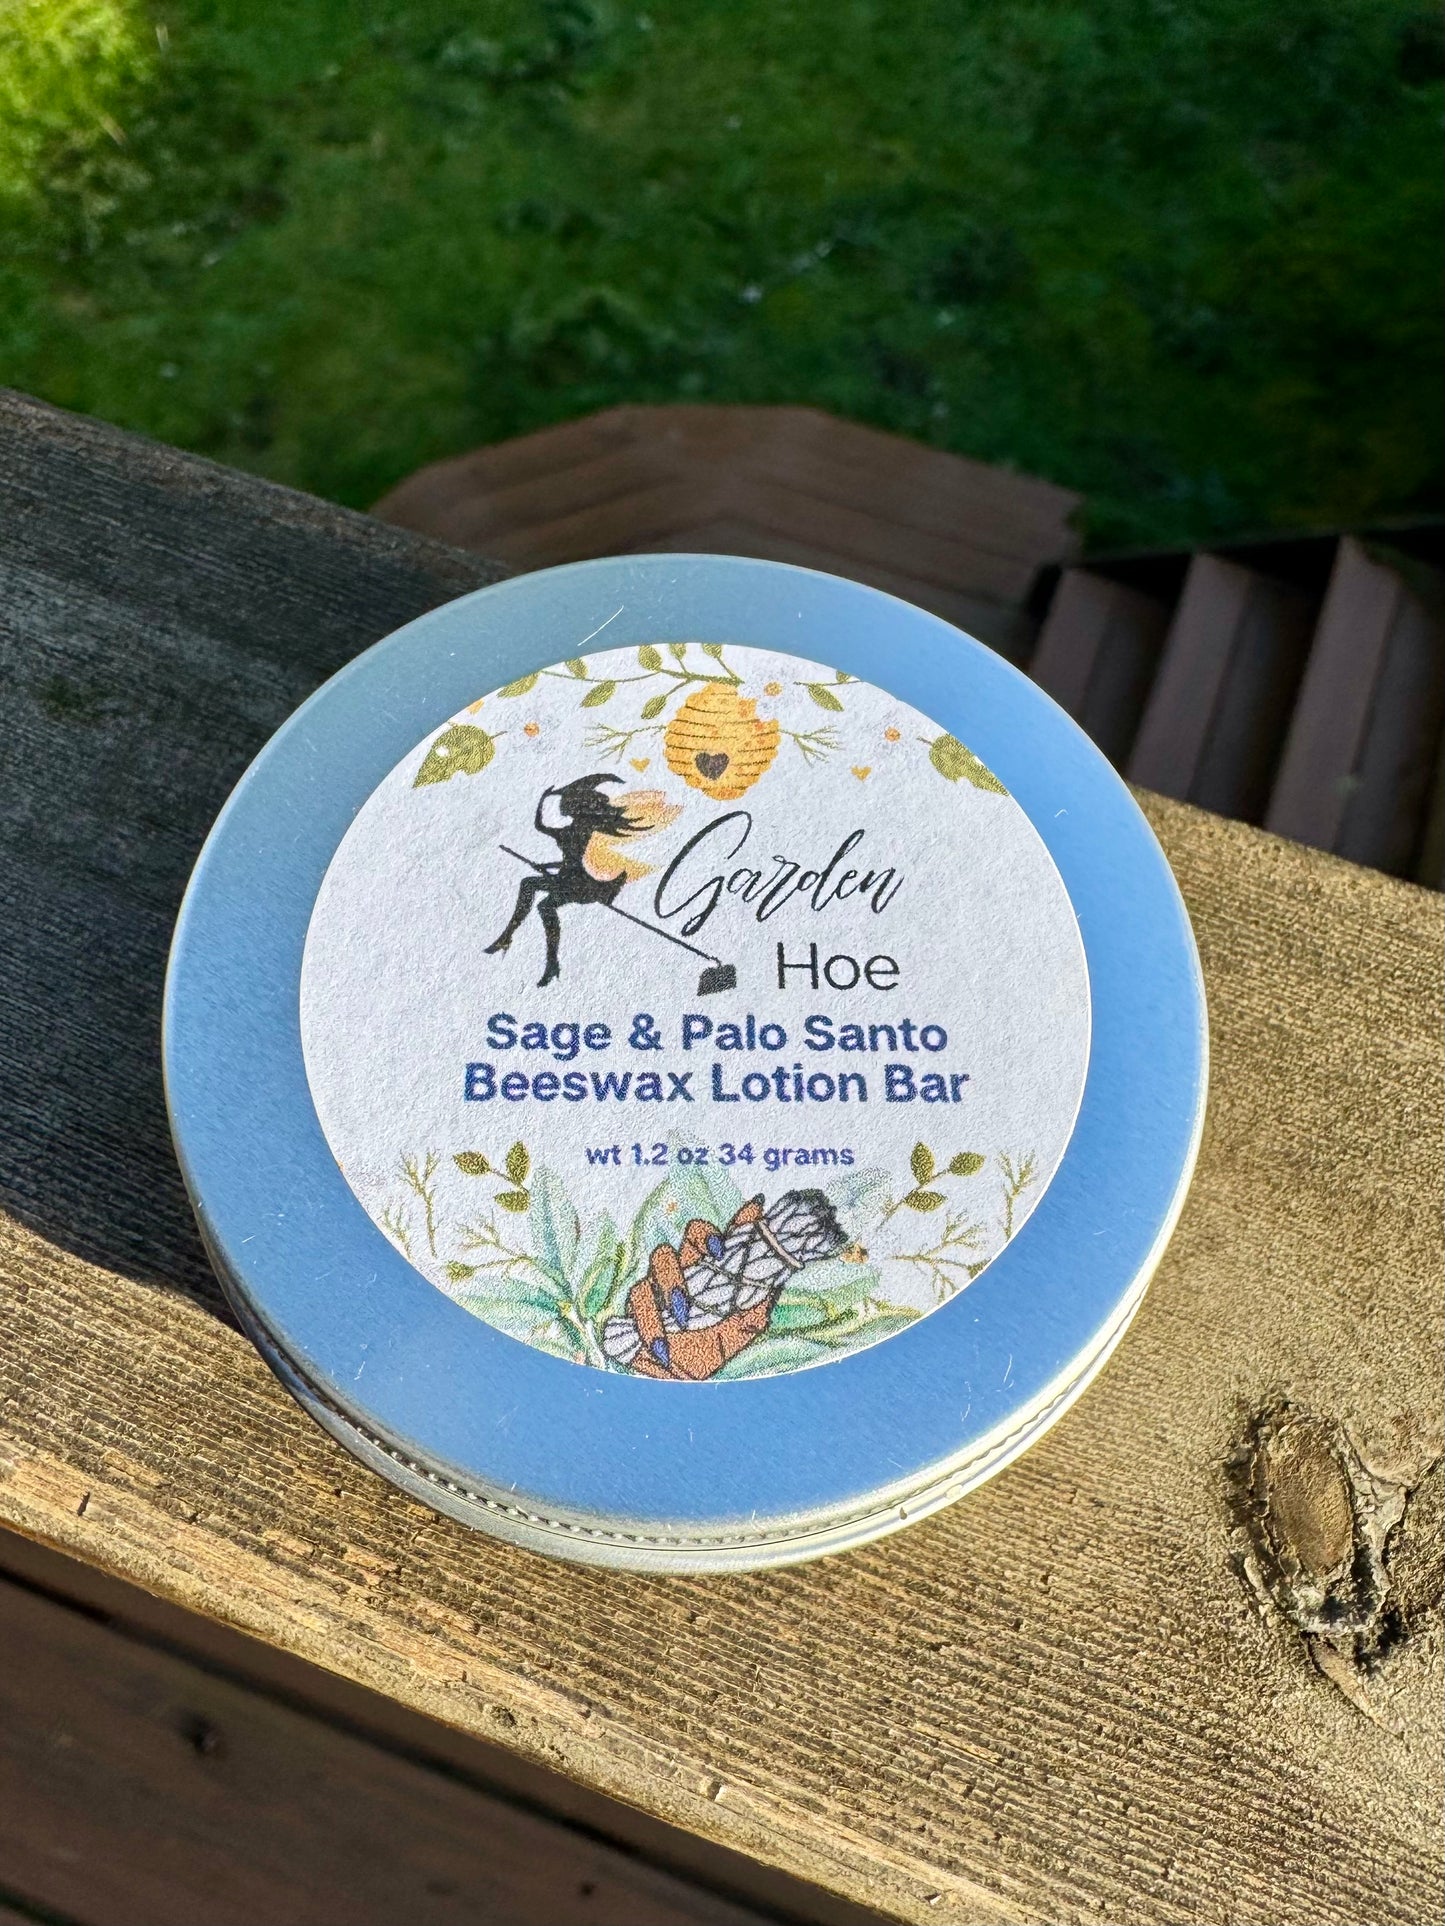 Garden
Hoe
Sage & Palo Santo
Beeswax Lotion Bar
wt 1.2 oz 34 grams